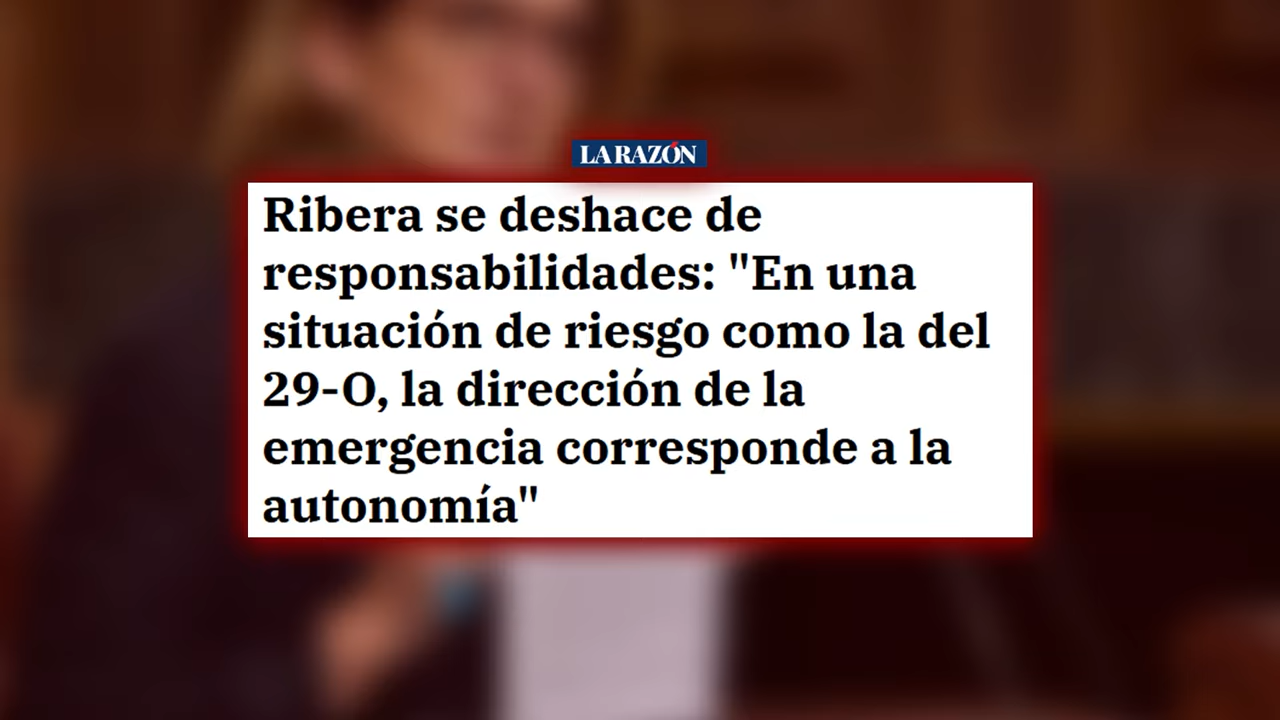 LA RAZÓN
Ribera se deshace de
responsabilidades: "En una
situación de riesgo como la del
29-O, la dirección de la
emergencia corresponde a la
autonomía"